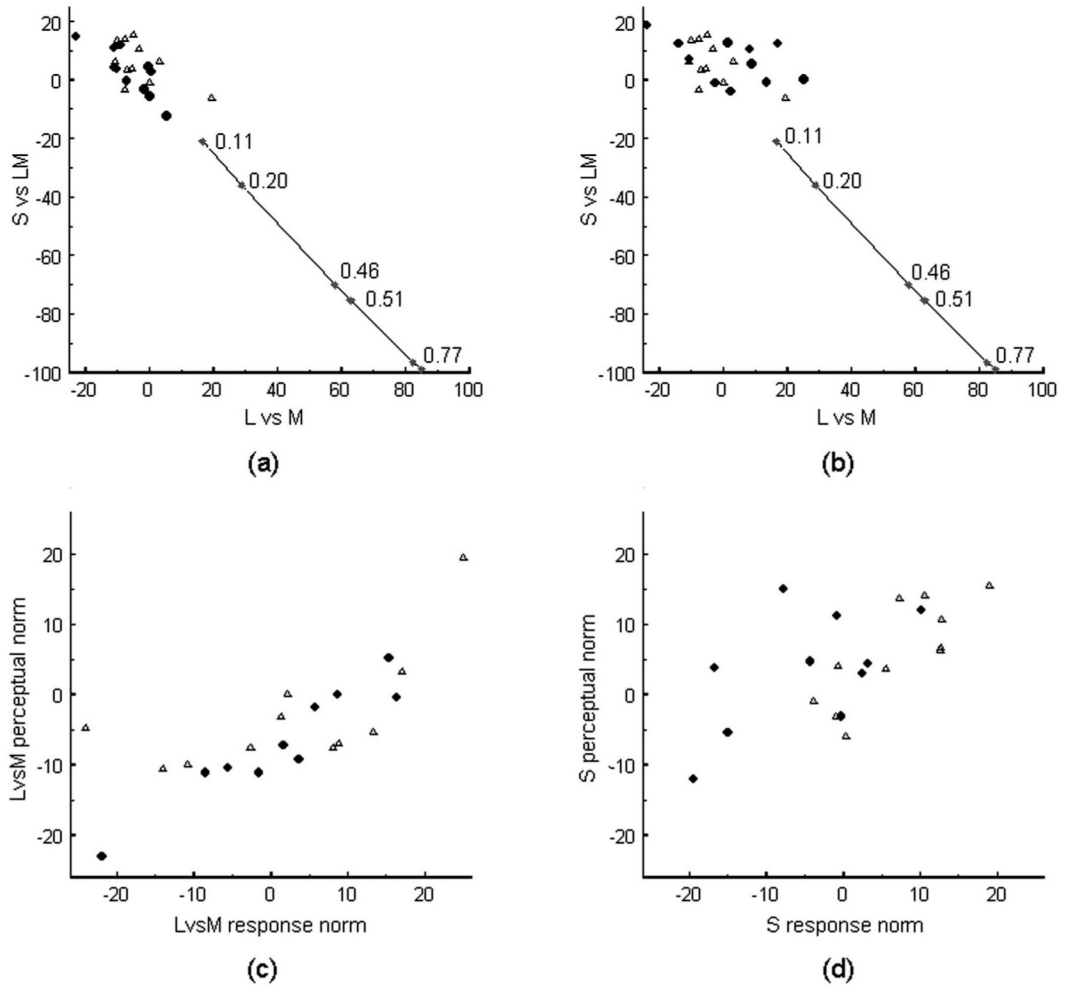 20
0
-20
-40
-60
-80
-100
S vs LM
0.11
0.20
0.46
0.51
0.77
-20 0 20 40 60 80 100
L vs M
(a)
20
0
-20
-40
-60
-80
-100
S vs LM
0.11
0.20
0.46
0.51
0.77
-20 0 20 40 60 80 100
L vs M
(b)
20
10
0
-10
-20
LvsM perceptual norm
-20 -10 0 10 20
LvsM response norm
(c)
20
10
0
-10
-20
S perceptual norm
-20 -10 0 10 20
S response norm
(d)